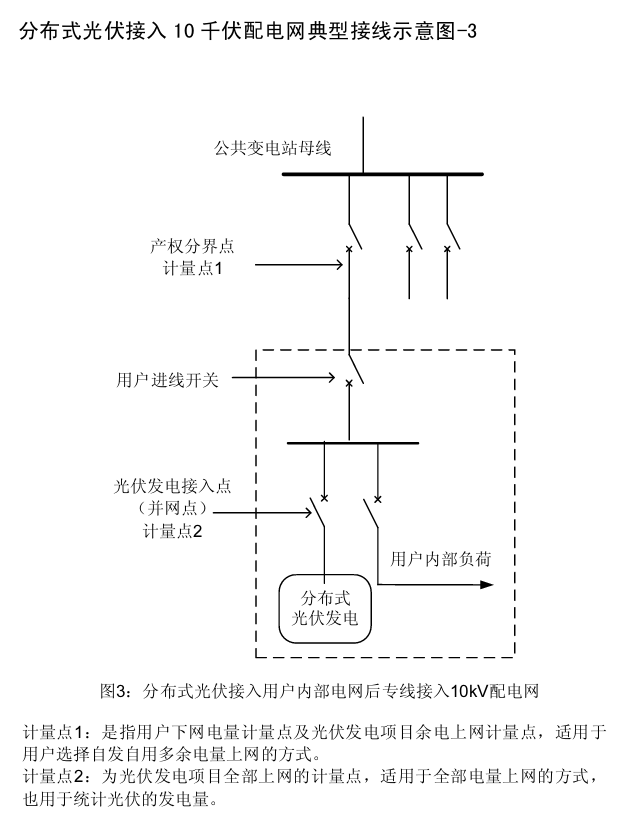 分布式光伏接入 10 千伏配电网典型接线示意图-3
公共变电站母线
产权分界点
计量点1
用户进线开关
光伏发电接入点
（并网点）
计量点2
用户内部负荷
分布式
光伏发电
图3：分布式光伏接入用户内部电网后专线接入10kV配电网
计量点1：是指用户下网电量计量点及光伏发电项目余电上网计量点，适用于
用户选择自发自用多余电量上网的方式。
计量点2：为光伏发电项目全部上网的计量点，适用于全部电量上网的方式，
也用于统计光伏的发电量。